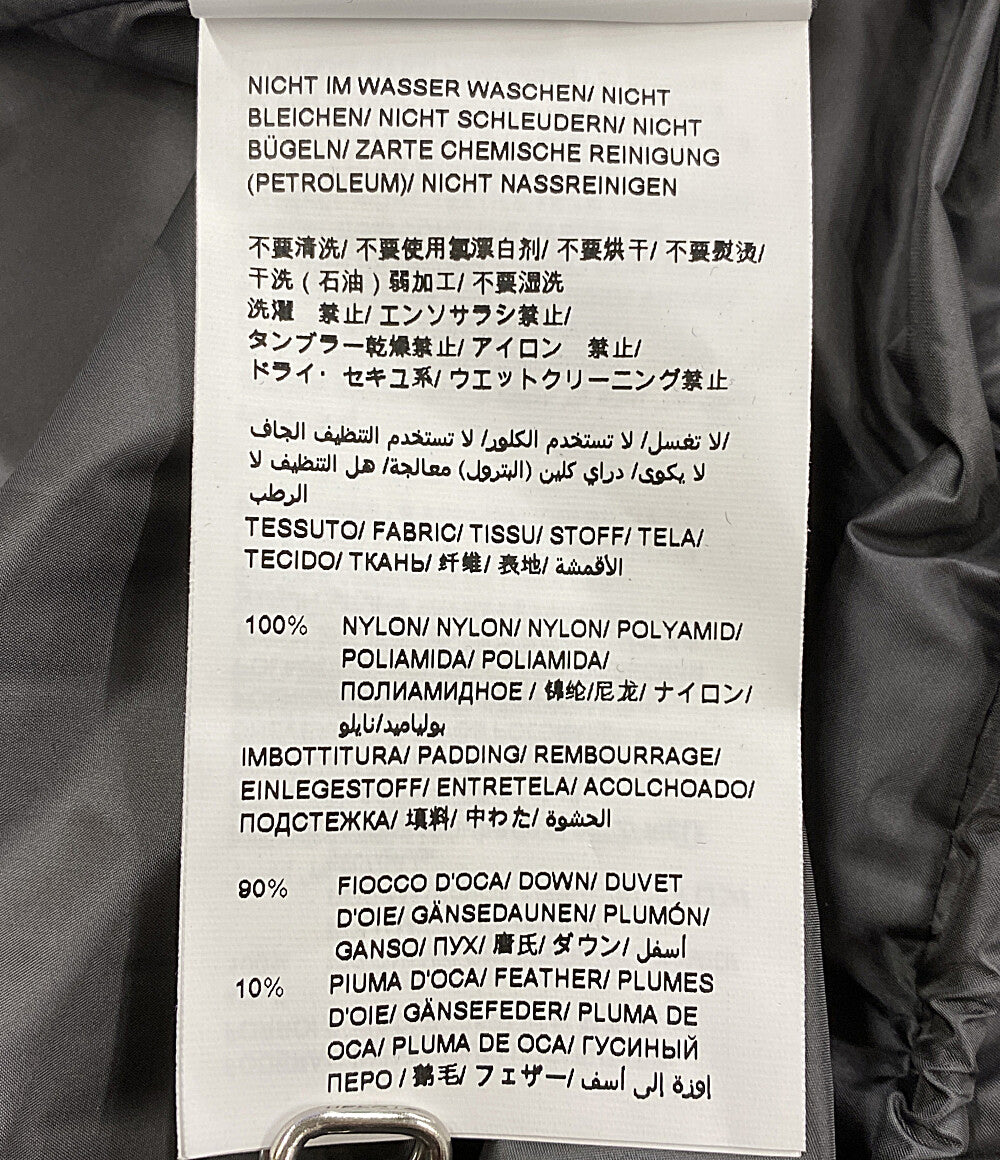 NICHT IM WASSER WASCHEN/ NICHT
BLEICHEN/ NICHT SCHLEUDERN/ NICHT
BÜGELN/ ZARTE CHEMISCHE REINIGUNG
(PETROLEUM)/ NICHT NASSREINIGEN
不要清洗/ 不要使用氯漂白剂/ 不要烘干/ 不要熨烫/
干洗 ( 石油 ) 弱加工/ 不要湿洗
洗濯　禁止/ エンソサラシ禁止/
タンブラー乾燥禁止/ アイロン　禁止/
ドライ・ セキユ系/ ウエットクリーニング禁止
لا تغسل/ لا تستخدم الكلور/ لا تستخدم التنظيف الجاف/
لا يكوى/ دراي كلين (البترول) معالجة/ هل التنظيف لا
الرطب
TESSUTO/ FABRIC/ TISSU/ STOFF/ TELA/
TECIDO/ ТКАНЬ/ 纤维/ 表地/ الأقمشة
100% NYLON/ NYLON/ NYLON/ POLYAMID/
POLIAMIDA/ POLIAMIDA/
ПОЛИАМИДНОЕ / 锦纶/尼龙/ ナイロン/
بولياميد/نايلو
IMBOTTITURA/ PADDING/ REMBOURRAGE/
EINLEGESTOFF/ ENTRETELA/ ACOLCHOADO/
ПОДСТЕЖКА/ 填料/ 中わた/ الحشوة
90% FIOCCO D'OCA/ DOWN/ DUVET
D'OIE/ GÄNSEDAUNEN/ PLUMÓN/
GANSO/ ПУХ/ 唐氏/ ダウン/ أسفل
10% PIUMA D'OCA/ FEATHER/ PLUMES
D'OIE/ GÄNSEFEDER/ PLUMA DE
OCA/ PLUMA DE OCA/ ГУСИНЫЙ
ПЕРО / 鹅毛/ フェザー/ اوزة إلى أسف